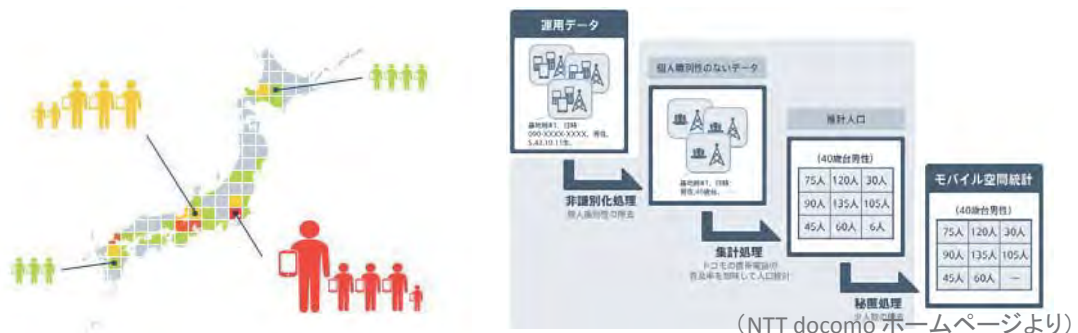 運用データ
基地局#1, 日時
090-XXXX-XXXX, 男性,
S.43.10.11生,
非識別化処理
個人識別性の除去
個人識別性のないデータ
基地局#1, 日時
男性,40歳台,
集計処理
ドコモの携帯電話の
普及率を加味して人口推計
推計人口
(40歳台男性)
75人 120人 30人
90人 135人 105人
45人 60人 6人
秘匿処理
少人数の除去
モバイル空間統計
(40歳台男性)
75人 120人 30人
90人 135人 105人
45人 60人 −
（NTT docomo ホームページより）